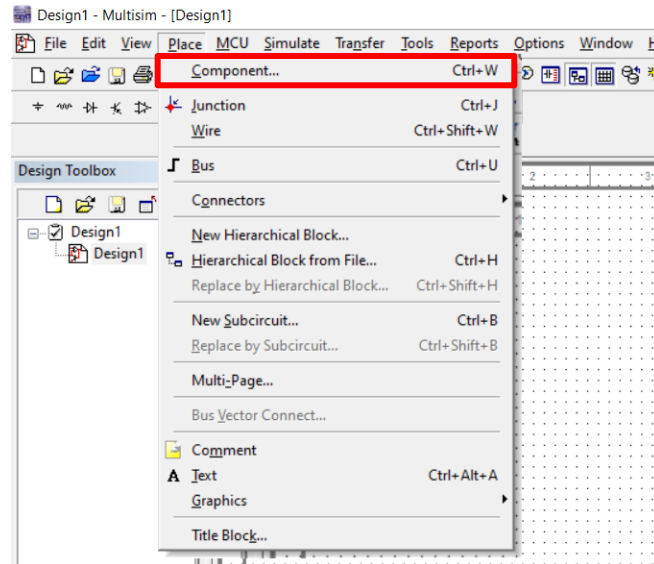 Design1 - Multisim - [Design1]
File Edit View Place MCU Simulate Transfer Tools Reports Options Window
Component... Ctrl+W
Junction Ctrl+J
Wire Ctrl+Shift+W
Design Toolbox
Bus Ctrl+U
2 3
Connectors
Design1
New Hierarchical Block...
Design1
Hierarchical Block from File... Ctrl+H
Replace by Hierarchical Block... Ctrl+Shift+H
New Subcircuit... Ctrl+B
Replace by Subcircuit... Ctrl+Shift+B
Multi-Page...
Bus Vector Connect...
Comment
A Text Ctrl+Alt+A
Graphics
Title Block...